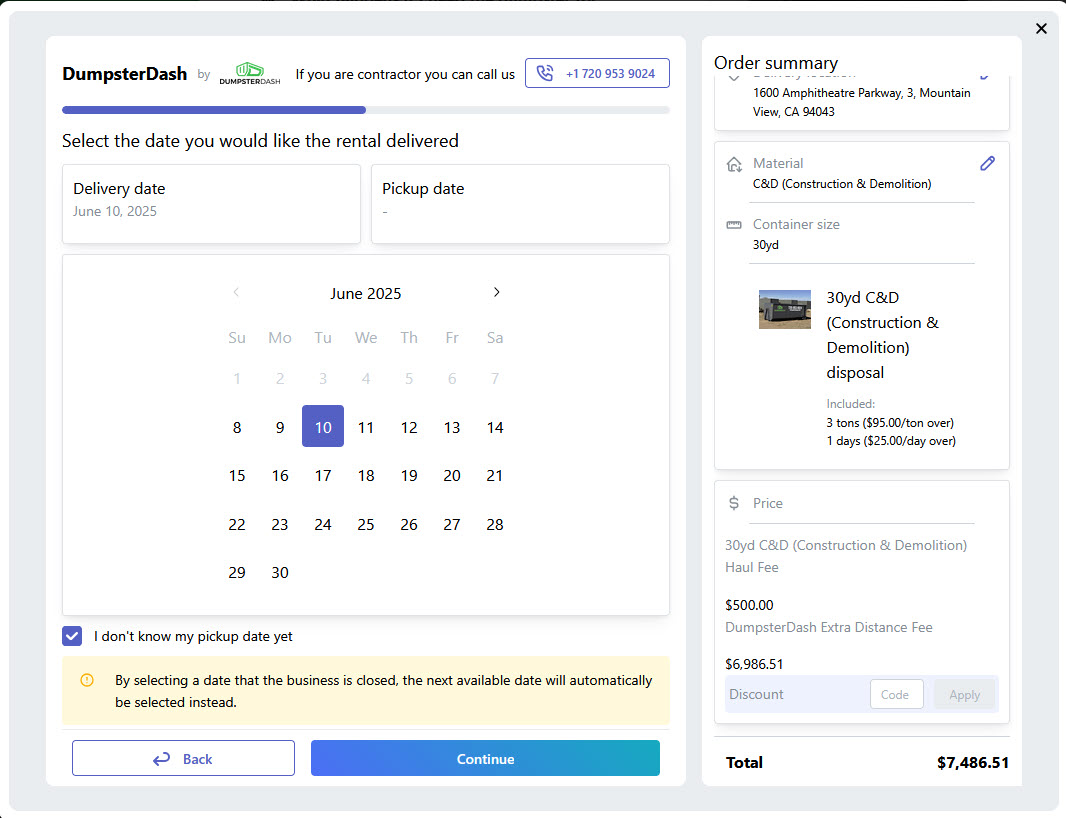 DumpsterDash by DUMPSTERDASH If you are contractor you can call us +1 720 953 9024
Select the date you would like the rental delivered
Delivery date
June 10, 2025
Pickup date
-
June 2025
Su Mo Tu We Th Fr Sa
1 2 3 4 5 6 7
8 9 10 11 12 13 14
15 16 17 18 19 20 21
22 23 24 25 26 27 28
29 30
I don't know my pickup date yet
By selecting a date that the business is closed, the next available date will automatically
be selected instead.
Back
Continue
Order summary
Delivery location
1600 Amphitheatre Parkway, 3, Mountain
View, CA 94043
Material
C&D (Construction & Demolition)
Container size
30yd
30yd C&D
(Construction &
Demolition)
disposal
Included:
3 tons ($95.00/ton over)
1 days ($25.00/day over)
Price
30yd C&D (Construction & Demolition)
Haul Fee
$500.00
DumpsterDash Extra Distance Fee
$6,986.51
Discount Code Apply
Total $7,486.51